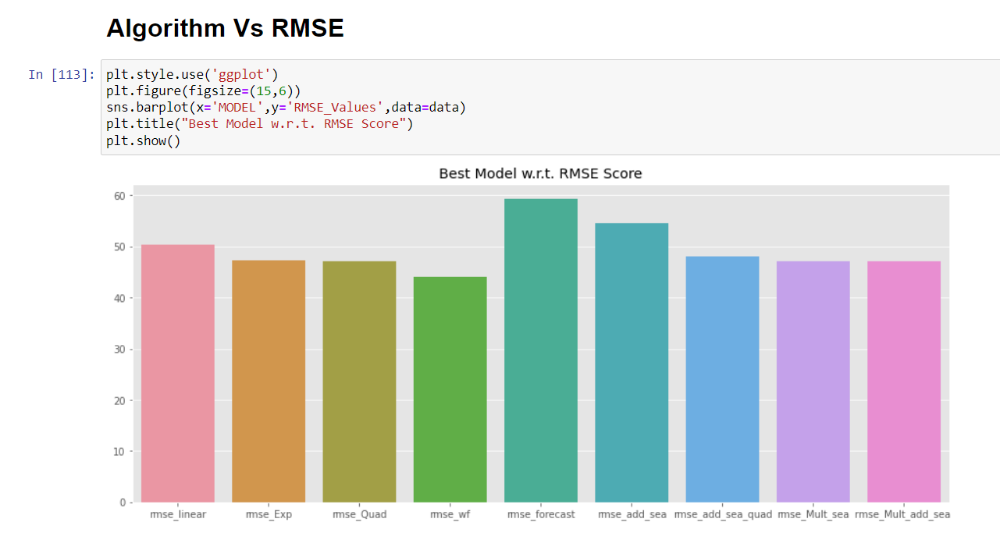 Algorithm Vs RMSE
In [113]:
plt.style.use('ggplot')
plt.figure(figsize=(15,6))
sns.barplot(x='MODEL',y='RMSE_Values',data=data)
plt.title("Best Model w.r.t. RMSE Score")
plt.show()
Best Model w.r.t. RMSE Score
60
50
40
30
20
10
0
rmse_linear rmse_Exp rmse_Quad rmse_wf rmse_forecast rmse_add_sea rmse_add_sea_quad rmse_Mult_sea rmse_Mult_add_sea